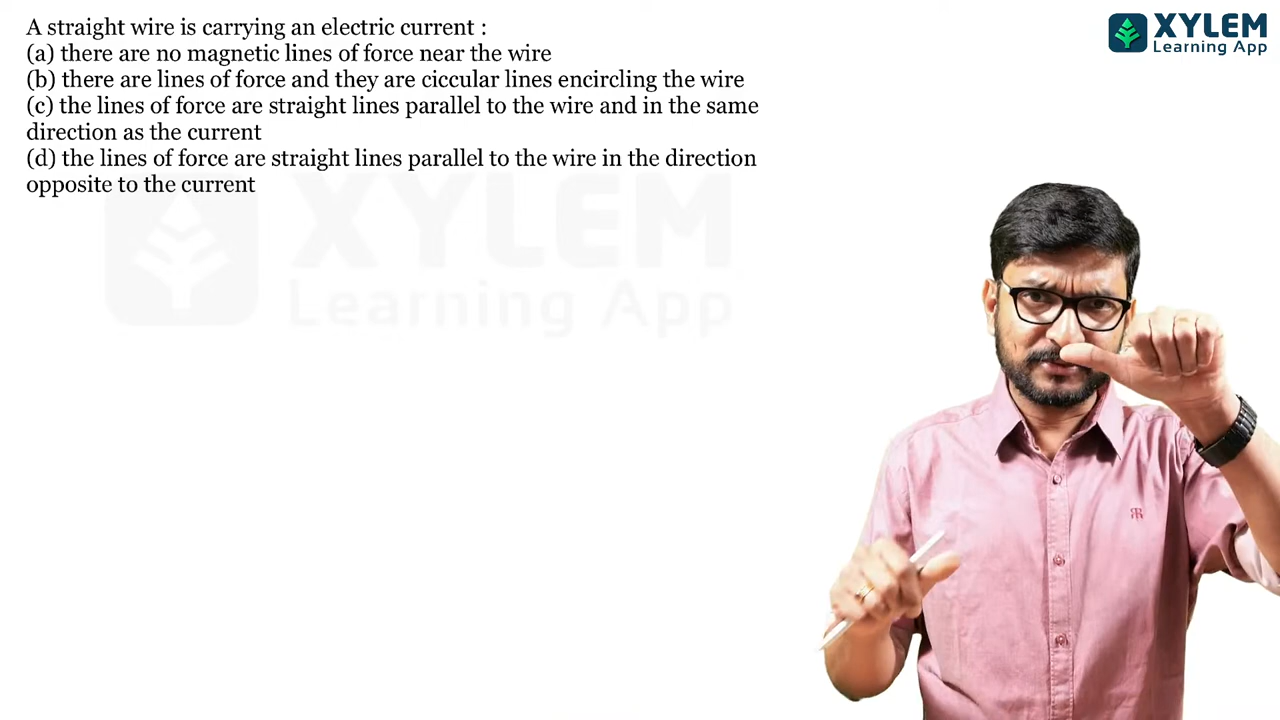 A straight wire is carrying an electric current :
(a) there are no magnetic lines of force near the wire
(b) there are lines of force and they are ciccular lines encircling the wire
(c) the lines of force are straight lines parallel to the wire and in the same
direction as the current
(d) the lines of force are straight lines parallel to the wire in the direction
opposite to the current
XYLEM
Learning App
XYLEM
Learning App